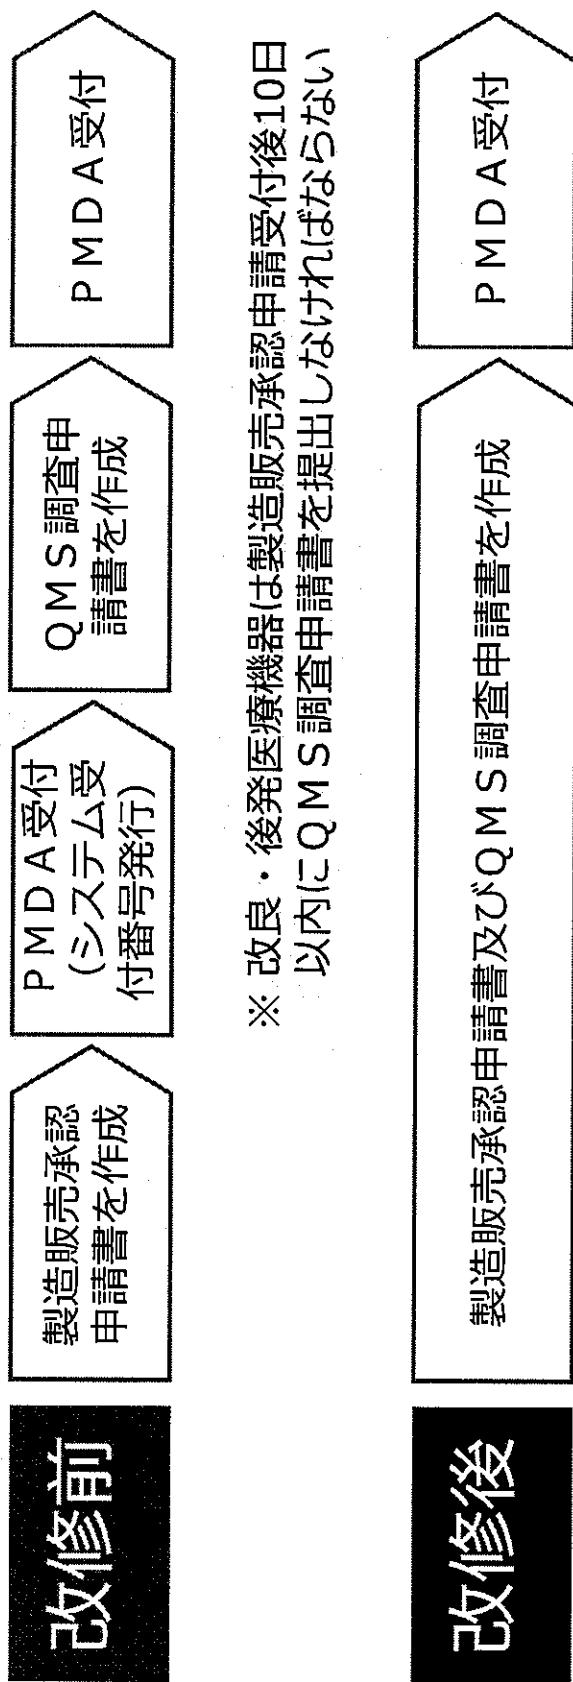 改修前
製造販売承認
申請書を作成
PMDA受付
(システム受
付番号発行)
QMS調査申
請書を作成
PMDA受付
※ 改良・後発医療機器は製造販売承認申請受付後10日
以内にQMS調査申請書を提出しなければならない
改修後
製造販売承認申請書及びQMS調査申請書を作成
PMDA受付